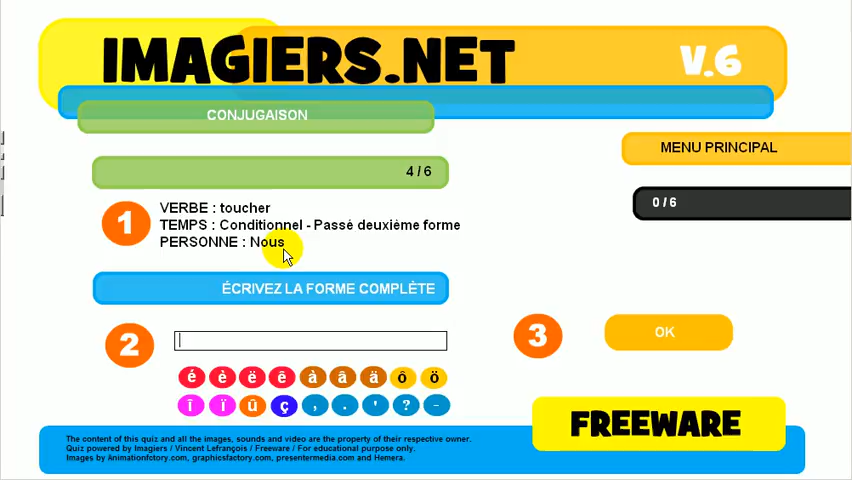 IMAGIERS.NET
V.6
CONJUGAISON
MENU PRINCIPAL
4 / 6
0 / 6
1
VERBE : toucher
TEMPS : Conditionnel - Passé deuxième forme
PERSONNE : Nous
ÉCRIVEZ LA FORME COMPLÈTE
2
3
OK
é è ë ê à â ä ô ö
î ï û ç , . ' ? -
FREEWARE
The content of this quiz and all the images, sounds and video are the property of their respective owner.
Quiz powered by Imagiers / Vincent Lefrançois / Freeware / For educational purpose only.
Images by Animationfctory.com, graphicsfactory.com, presentermedia.com and Hemera.